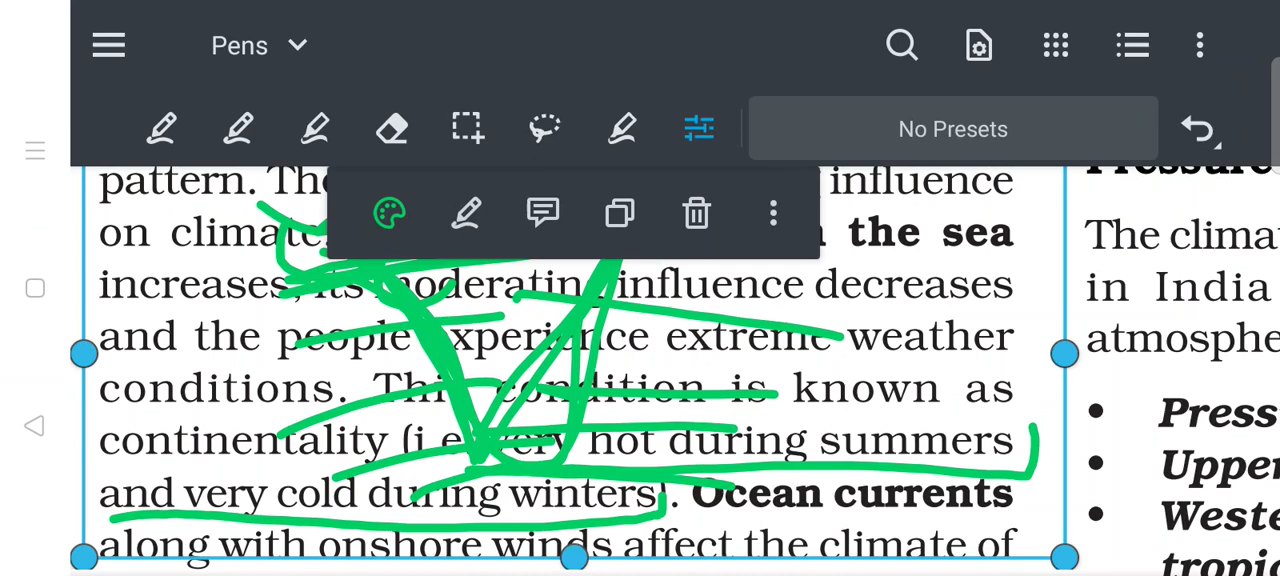 Pens
No Presets
pattern. The influence
on climate. the sea
increases, its moderating influence decreases
and the people experience extreme weather
conditions. This condition is known as
continentality (i.e. very hot during summers
and very cold during winters). Ocean currents
along with onshore winds affect the climate of
Pressure
The clima
in India
atmosphe
• Press
• Upper
• Weste
tropic